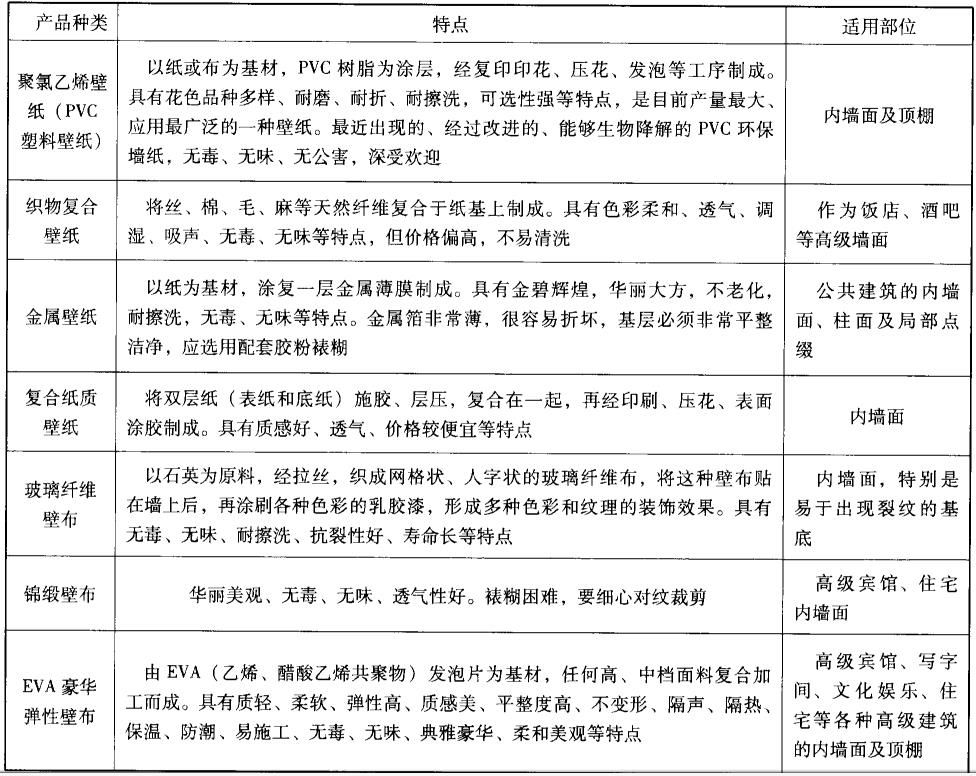 产品种类
特点
适用部位
聚氯乙烯壁
纸（PVC
塑料壁纸）
以纸或布为基材，PVC 树脂为涂层，经复印印花、压花、发泡等工序制成。
具有花色品种多样、耐磨、耐折、耐擦洗，可选性强等特点，是目前产量最大、
应用最广泛的一种壁纸。最近出现的、经过改进的、能够生物降解的 PVC 环保
墙纸，无毒、无味、无公害，深受欢迎
内墙面及顶棚
织物复合
壁纸
将丝、棉、毛、麻等天然纤维复合于纸基上制成。具有色彩柔和、透气、调
湿、吸声、无毒、无味等特点，但价格偏高，不易清洗
作为饭店、酒吧
等高级墙面
金属壁纸
以纸为基材，涂复一层金属薄膜制成。具有金碧辉煌，华丽大方，不老化，
耐擦洗，无毒、无味等特点。金属箔非常薄，很容易折坏，基层必须非常平整
洁净，应选用配套胶粉裱糊
公共建筑的内墙
面、柱面及局部点
缀
复合纸质
壁纸
将双层纸（表纸和底纸）施胶、层压，复合在一起，再经印刷、压花、表面
涂胶制成。具有质感好、透气、价格较便宜等特点
内墙面
玻璃纤维
壁布
以石英为原料，经拉丝，织成网格状、人字状的玻璃纤维布，将这种壁布贴
在墙上后，再涂刷各种色彩的乳胶漆，形成多种色彩和纹理的装饰效果。具有
无毒、无味、耐擦洗、抗裂性好、寿命长等特点
内墙面，特别是
易于出现裂纹的基
底
锦缎壁布
华丽美观、无毒、无味、透气性好。裱糊困难，要细心对纹裁剪
高级宾馆、住宅
内墙面
EVA 豪华
弹性壁布
由 EVA（乙烯、醋酸乙烯共聚物）发泡片为基材，任何高、中档面料复合加
工而成。具有质轻、柔软、弹性高、质感美、平整度高、不变形、隔声、隔热、
保温、防潮、易施工、无毒、无味、典雅豪华、柔和美观等特点
高级宾馆、写字
间、文化娱乐、住
宅等各种高级建筑
的内墙面及顶棚